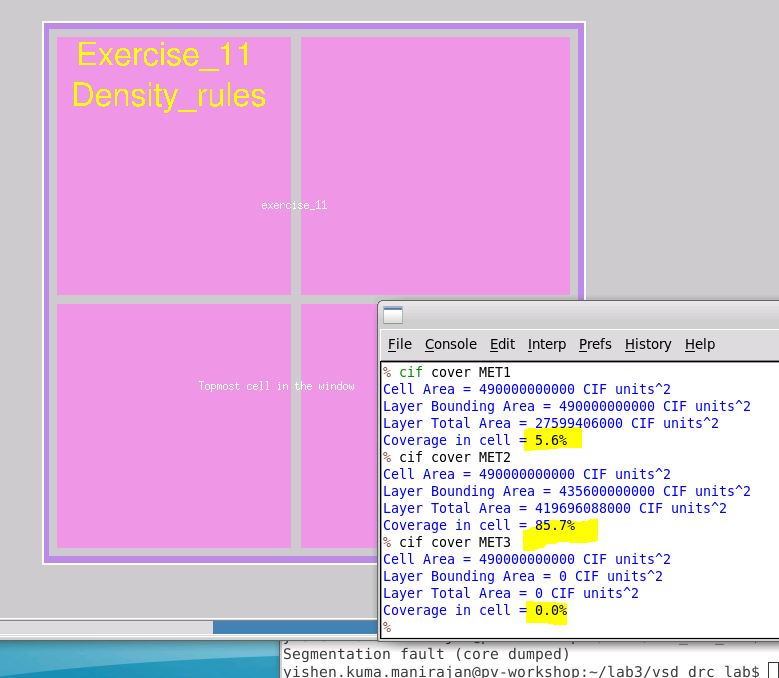 Exercise_11
Density_rules
exercise_11
Topmost cell in the window
File Console Edit Interp Prefs History Help
% cif cover MET1
Cell Area = 490000000000 CIF units^2
Layer Bounding Area = 490000000000 CIF units^2
Layer Total Area = 27599406000 CIF units^2
Coverage in cell = 5.6%
% cif cover MET2
Cell Area = 490000000000 CIF units^2
Layer Bounding Area = 435600000000 CIF units^2
Layer Total Area = 419696088000 CIF units^2
Coverage in cell = 85.7%
% cif cover MET3
Cell Area = 490000000000 CIF units^2
Layer Bounding Area = 0 CIF units^2
Layer Total Area = 0 CIF units^2
Coverage in cell = 0.0%
%
Segmentation fault (core dumped)
yishen.kuma.manirajan@pv-workshop:~/lab3/vsd_drc_lab$